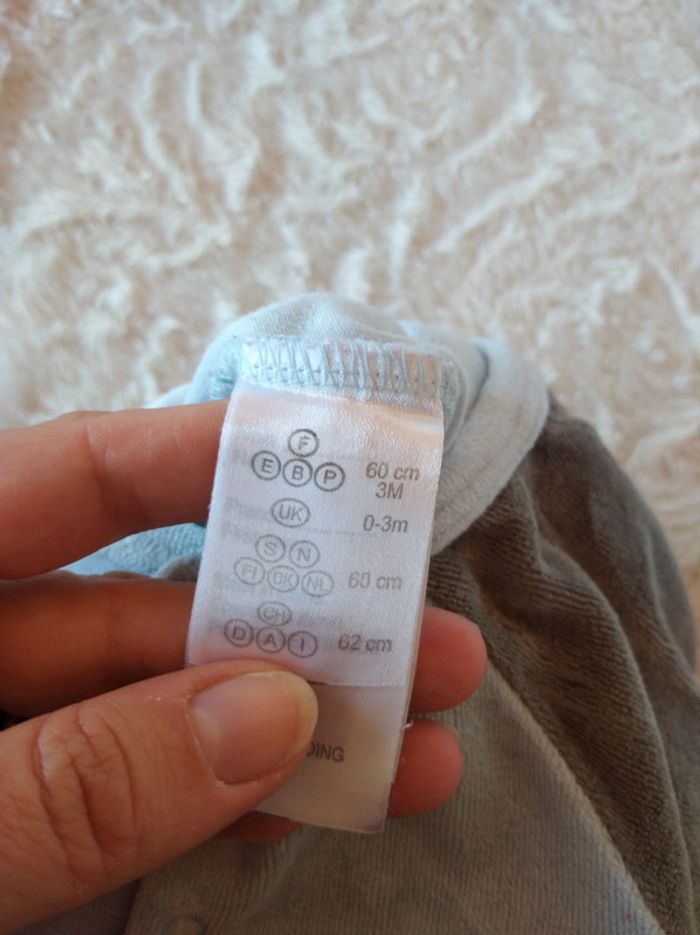 F
E B P 60 cm
3M
UK 0-3m
S N
FI DK NL 60 cm
CH
D A I 62 cm
DING